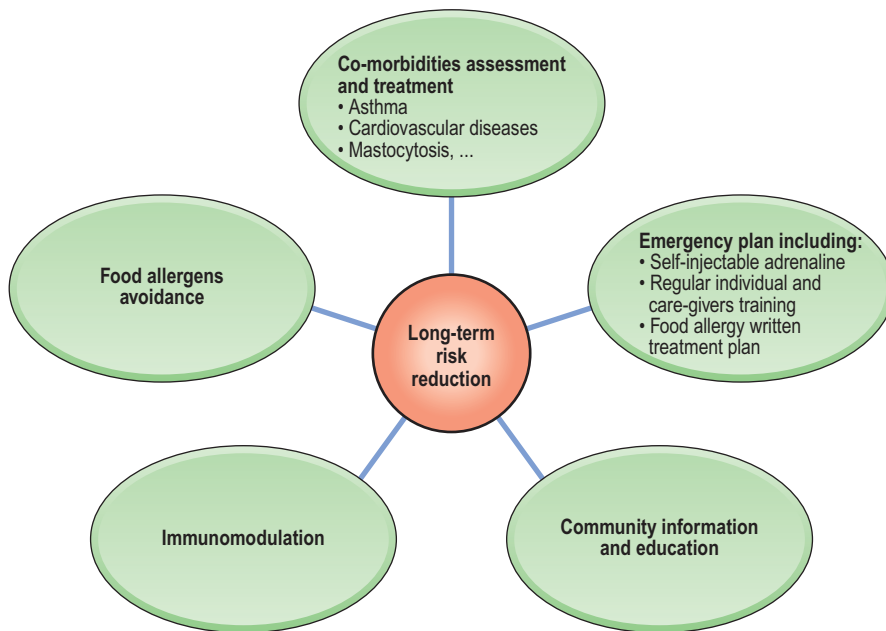 Co-morbidities assessment
and treatment
• Asthma
• Cardiovascular diseases
• Mastocytosis, ...
Food allergens
avoidance
Emergency plan including:
• Self-injectable adrenaline
• Regular individual and
care-givers training
• Food allergy written
treatment plan
Long-term
risk
reduction
Immunomodulation
Community information
and education